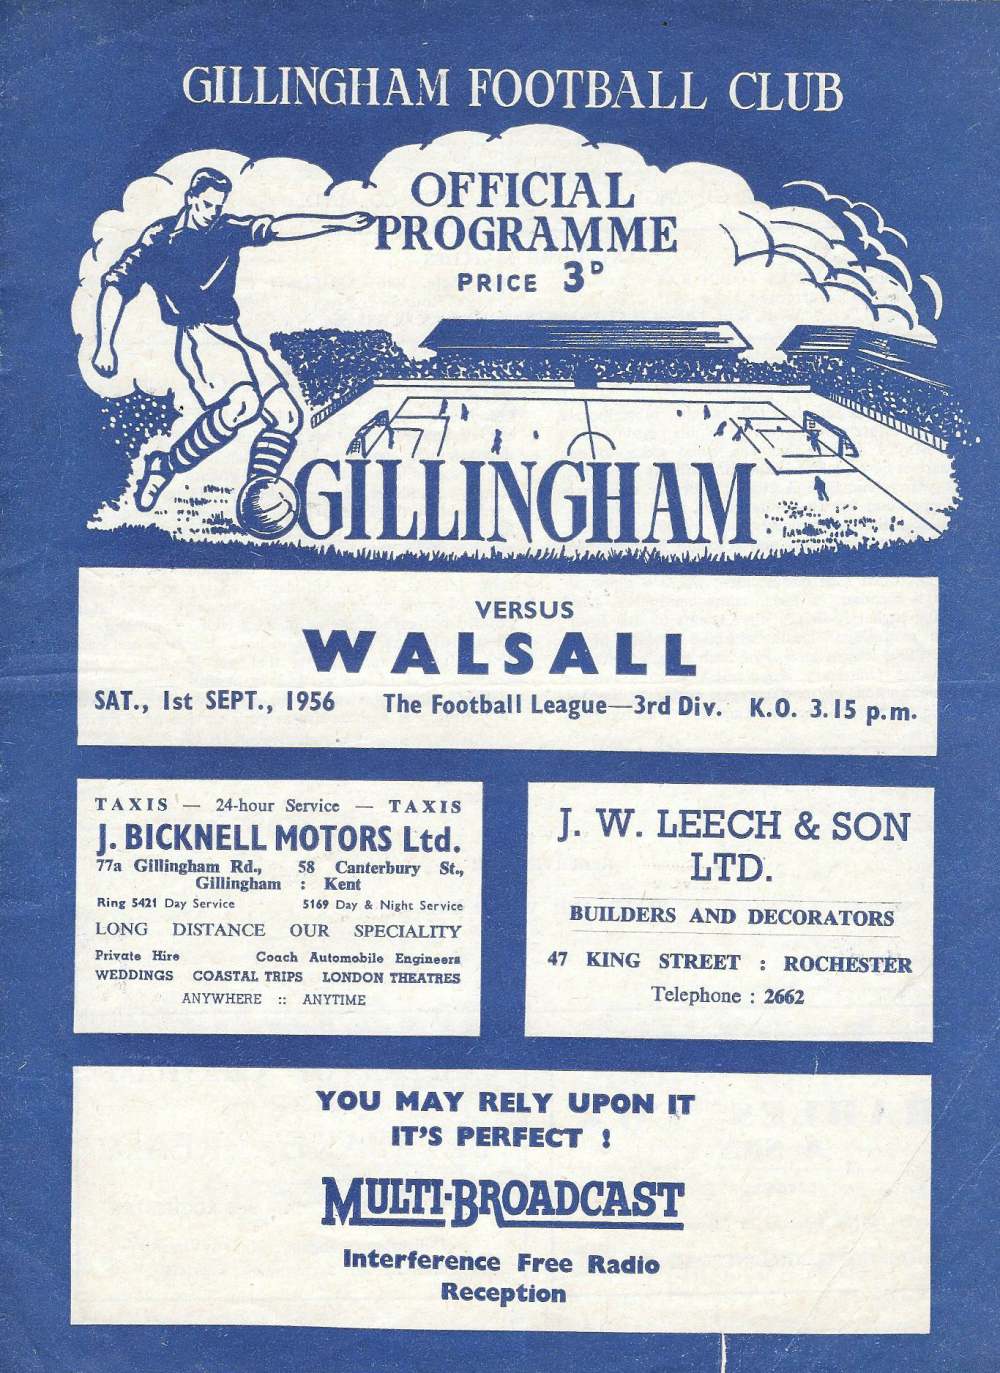 GILLINGHAM FOOTBALL CLUB
OFFICIAL
PROGRAMME
PRICE 3D
GILLINGHAM
VERSUS
WALSALL
SAT., 1st SEPT., 1956 The Football League—3rd Div. K.O. 3.15 p.m.
TAXIS — 24-hour Service — TAXIS
J. BICKNELL MOTORS Ltd.
77a Gillingham Rd., 58 Canterbury St.,
Gillingham : Kent
Ring 5421 Day Service 5169 Day & Night Service
LONG DISTANCE OUR SPECIALITY
Private Hire Coach Automobile Engineers
WEDDINGS COASTAL TRIPS LONDON THEATRES
ANYWHERE :: ANYTIME
J. W. LEECH & SON
LTD.
BUILDERS AND DECORATORS
47 KING STREET : ROCHESTER
Telephone : 2662
YOU MAY RELY UPON IT
IT'S PERFECT !
MULTI-BROADCAST
Interference Free Radio
Reception